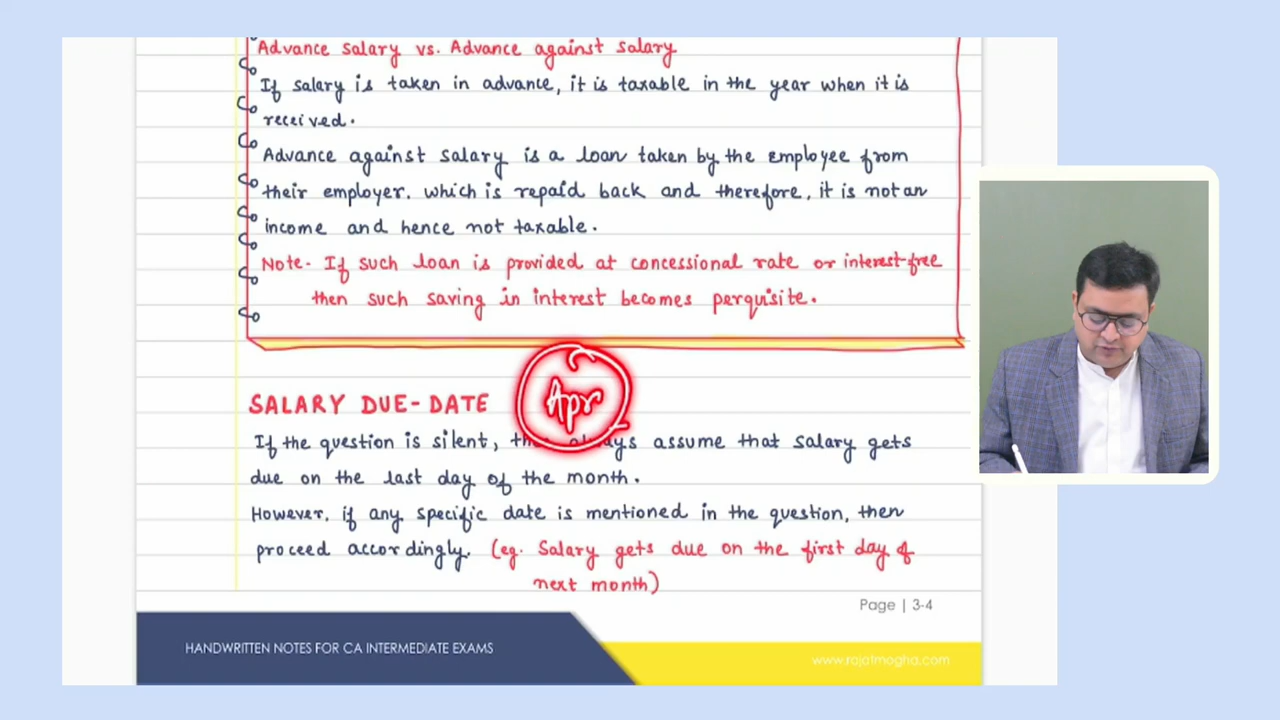 Advance salary vs. Advance against salary
If salary is taken in advance, it is taxable in the year when it is
received.
Advance against salary is a loan taken by the employee from
their employer. which is repaid back and therefore, it is not an
income and hence not taxable.
Note- If such loan is provided at concessional rate or interest-free
then such saving in interest becomes perquisite.
Apr
SALARY DUE-DATE
If the question is silent, always assume that salary gets
due on the last day of the month.
However, if any specific date is mentioned in the question, then
proceed accordingly. (eg. Salary gets due on the first day of
next month)
Page | 3-4
HANDWRITTEN NOTES FOR CA INTERMEDIATE EXAMS
www.rajatmogha.com